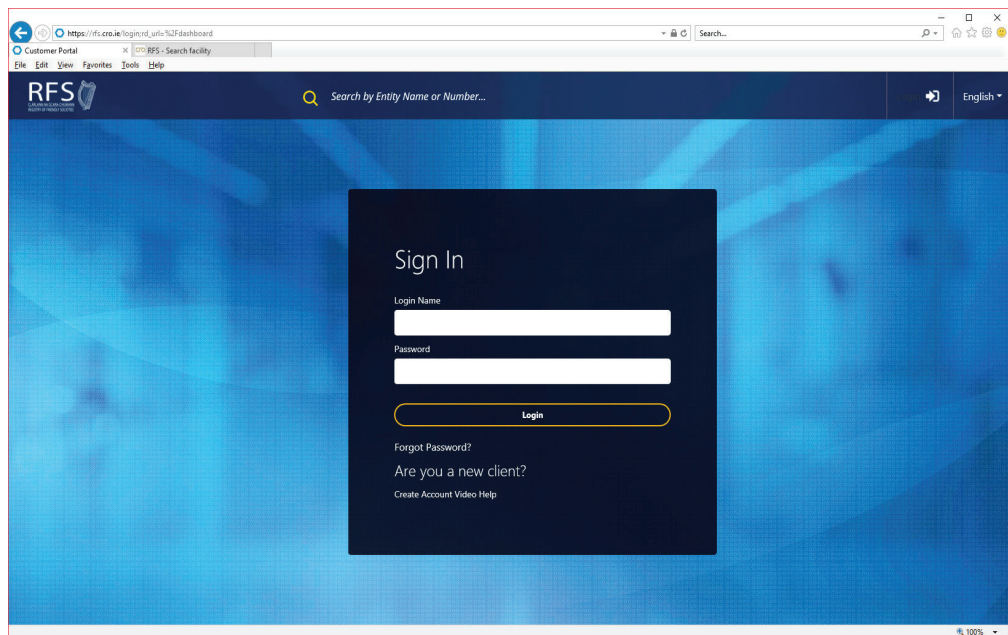 https://rfs.cro.ie/login;rd_url=%2Fdashboard
Search...
Customer Portal
RFS - Search facility
File Edit View Favorites Tools Help
RFS
Search by Entity Name or Number...
English
Sign In
Login Name
Password
Login
Forgot Password?
Are you a new client?
Create Account Video Help
100%